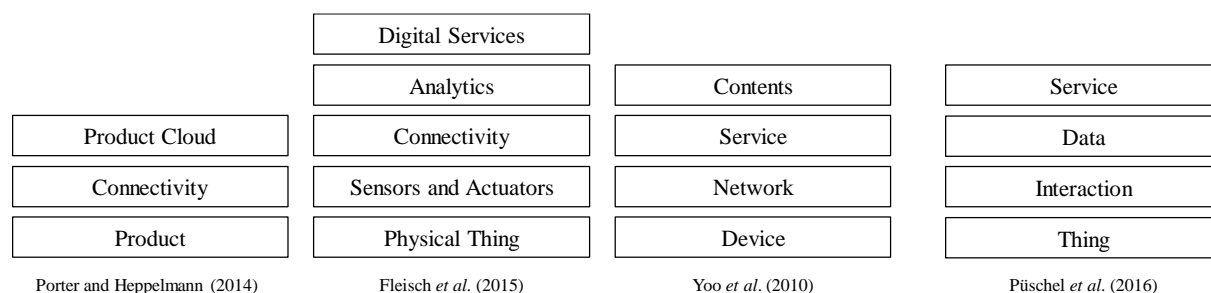 Product Cloud
Connectivity
Product
Porter and Heppelmann (2014)
Digital Services
Analytics
Connectivity
Sensors and Actuators
Physical Thing
Fleisch et al. (2015)
Contents
Service
Network
Device
Yoo et al. (2010)
Service
Data
Interaction
Thing
Püschel et al. (2016)